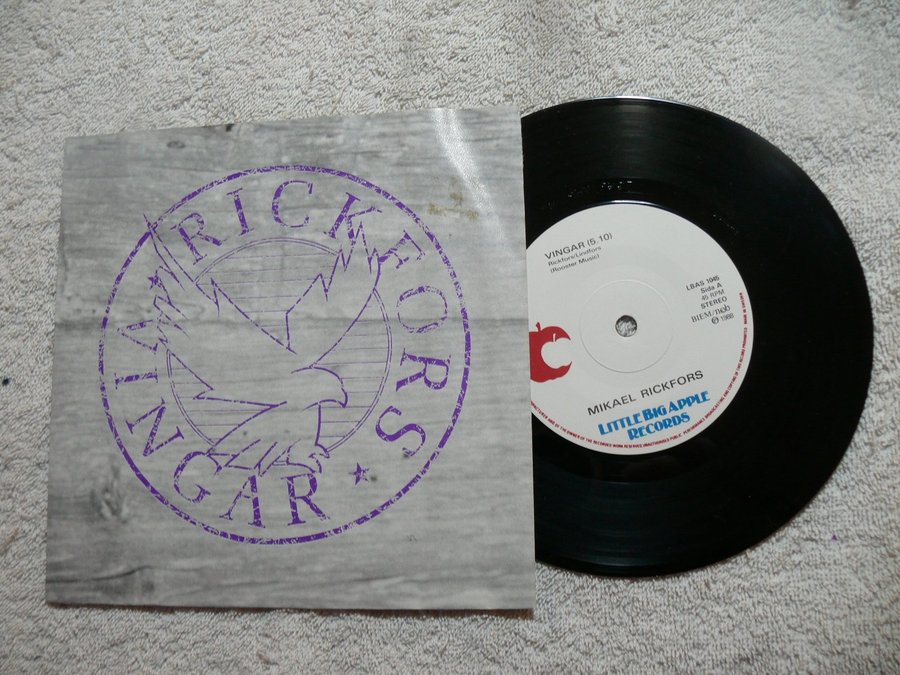 RICKFORS
VINGAR
VINGAR (5.10)
Rickfors/Lindfors
(Rooster Music)
LBAS 1045
Sida A
45 RPM
STEREO
BIEM/ncb
℗ 1988
MIKAEL RICKFORS
LITTLE BIG APPLE
RECORDS